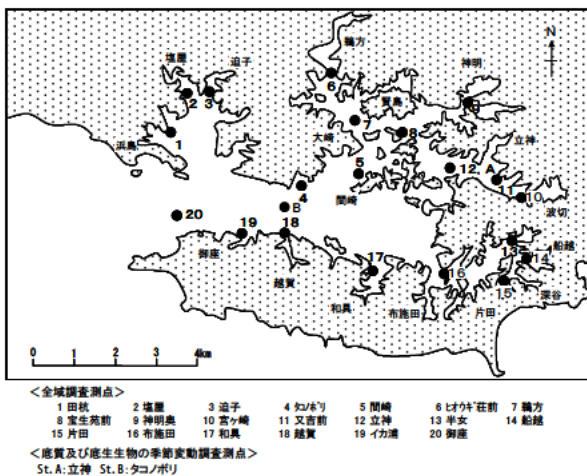 鵜方
塩屋
迫子
神明
N
6
2
3
賢島
9
7
大崎
8
立神
1
浜島
5
12, A
間崎
4
11
10
波切
B
20
19
18
13
船越
御座
14
17
16
越賀
15
深谷
和具
布施田
片田
0 1 2 3 4km
<全域調査測点>
1 田杭 2 塩屋 3 迫子 4 タコノボリ 5 間崎 6 ヒオウギ荘前 7 鵜方
8 宝生苑前 9 神明奥 10 宮ヶ崎 11 又吉前 12 立神 13 半女 14 船越
15 片田 16 布施田 17 和具 18 越賀 19 イカ浦 20 御座
<底質及び底生生物の季節変動調査測点>
St. A:立神 St. B:タコノボリ